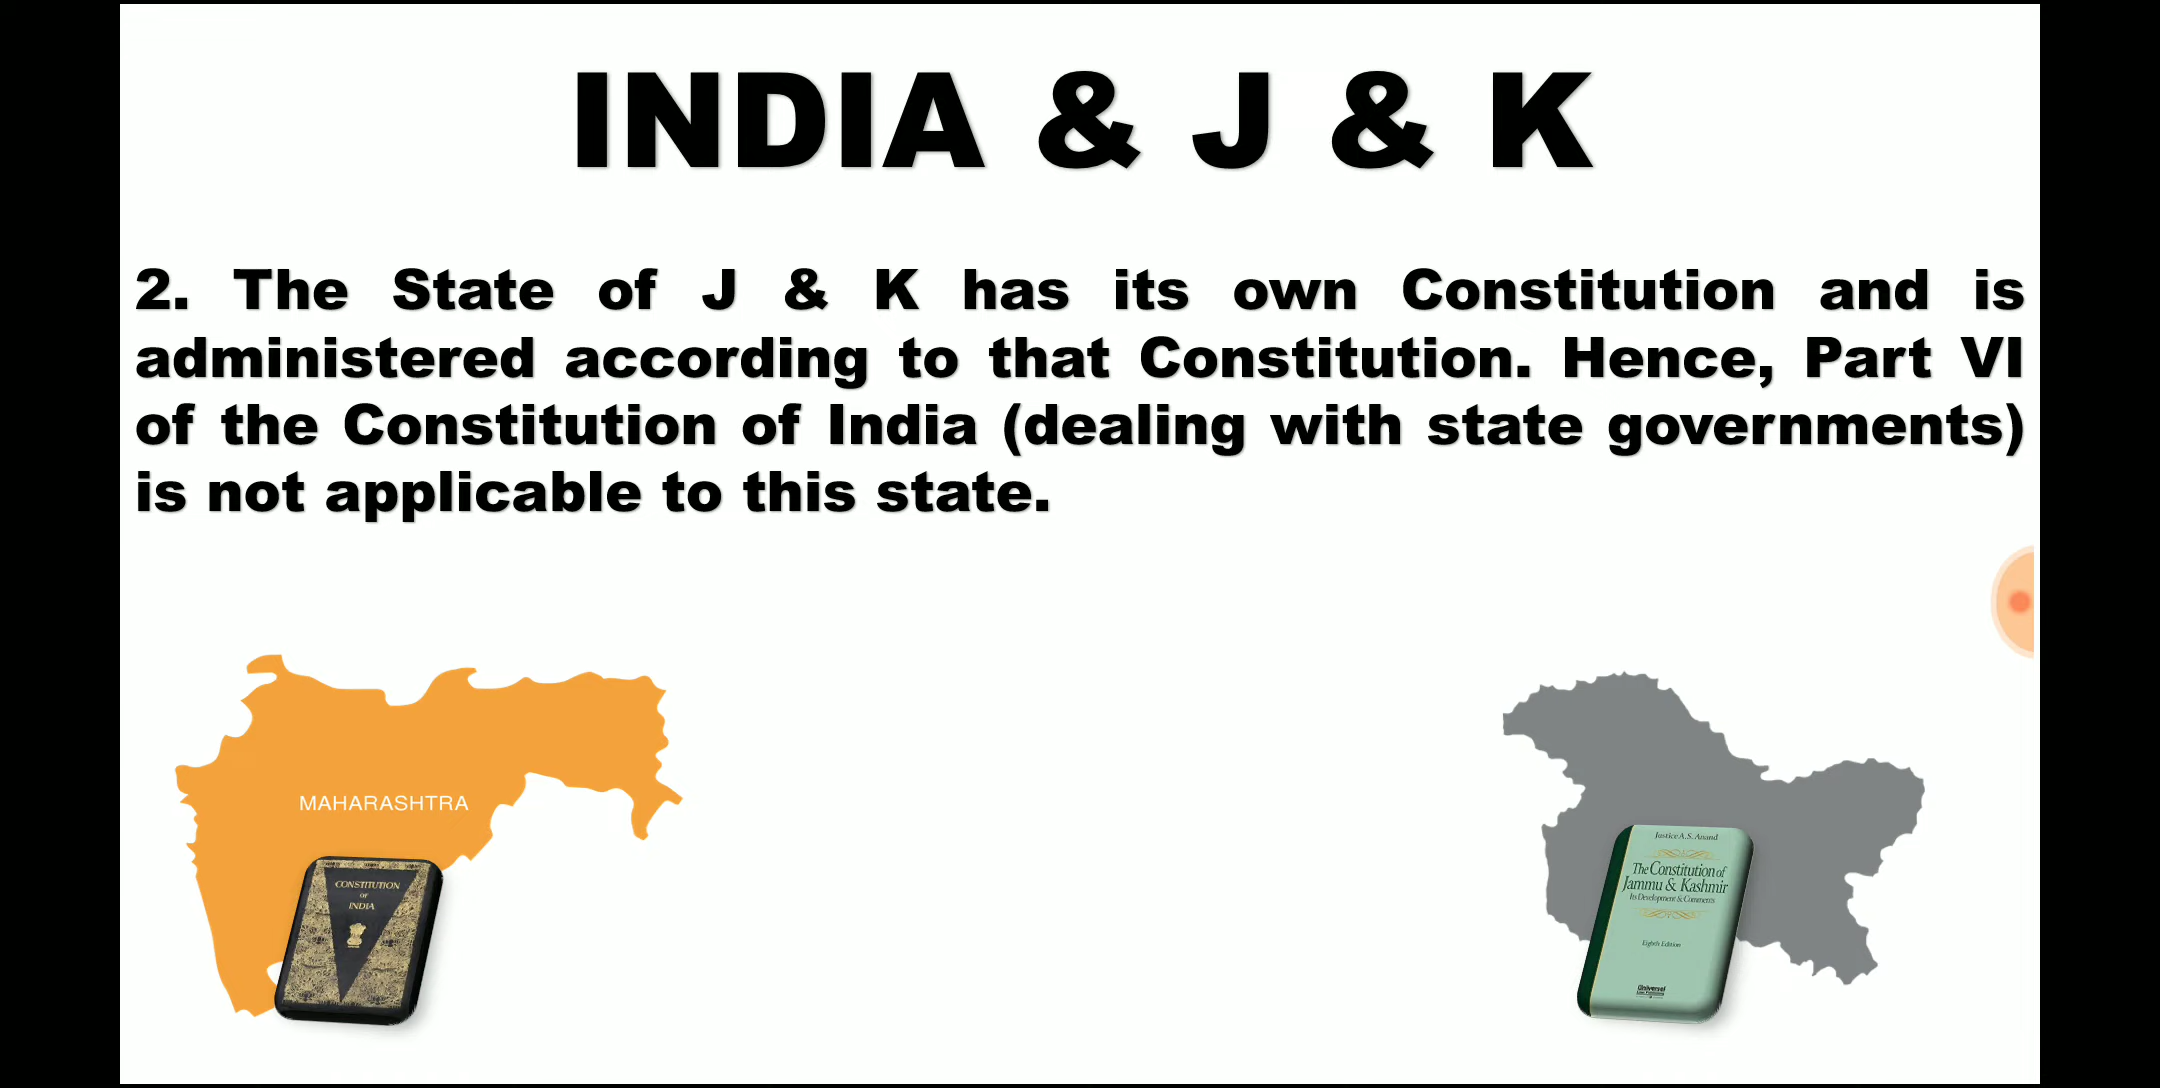 INDIA & J & K
2. The State of J & K has its own Constitution and is
administered according to that Constitution. Hence, Part VI
of the Constitution of India (dealing with state governments)
is not applicable to this state.
MAHARASHTRA
CONSTITUTION
OF
INDIA
Justice A.S. Anand
The Constitution of
Jammu & Kashmir
Its Development & Comments
Eighth Edition
Universal